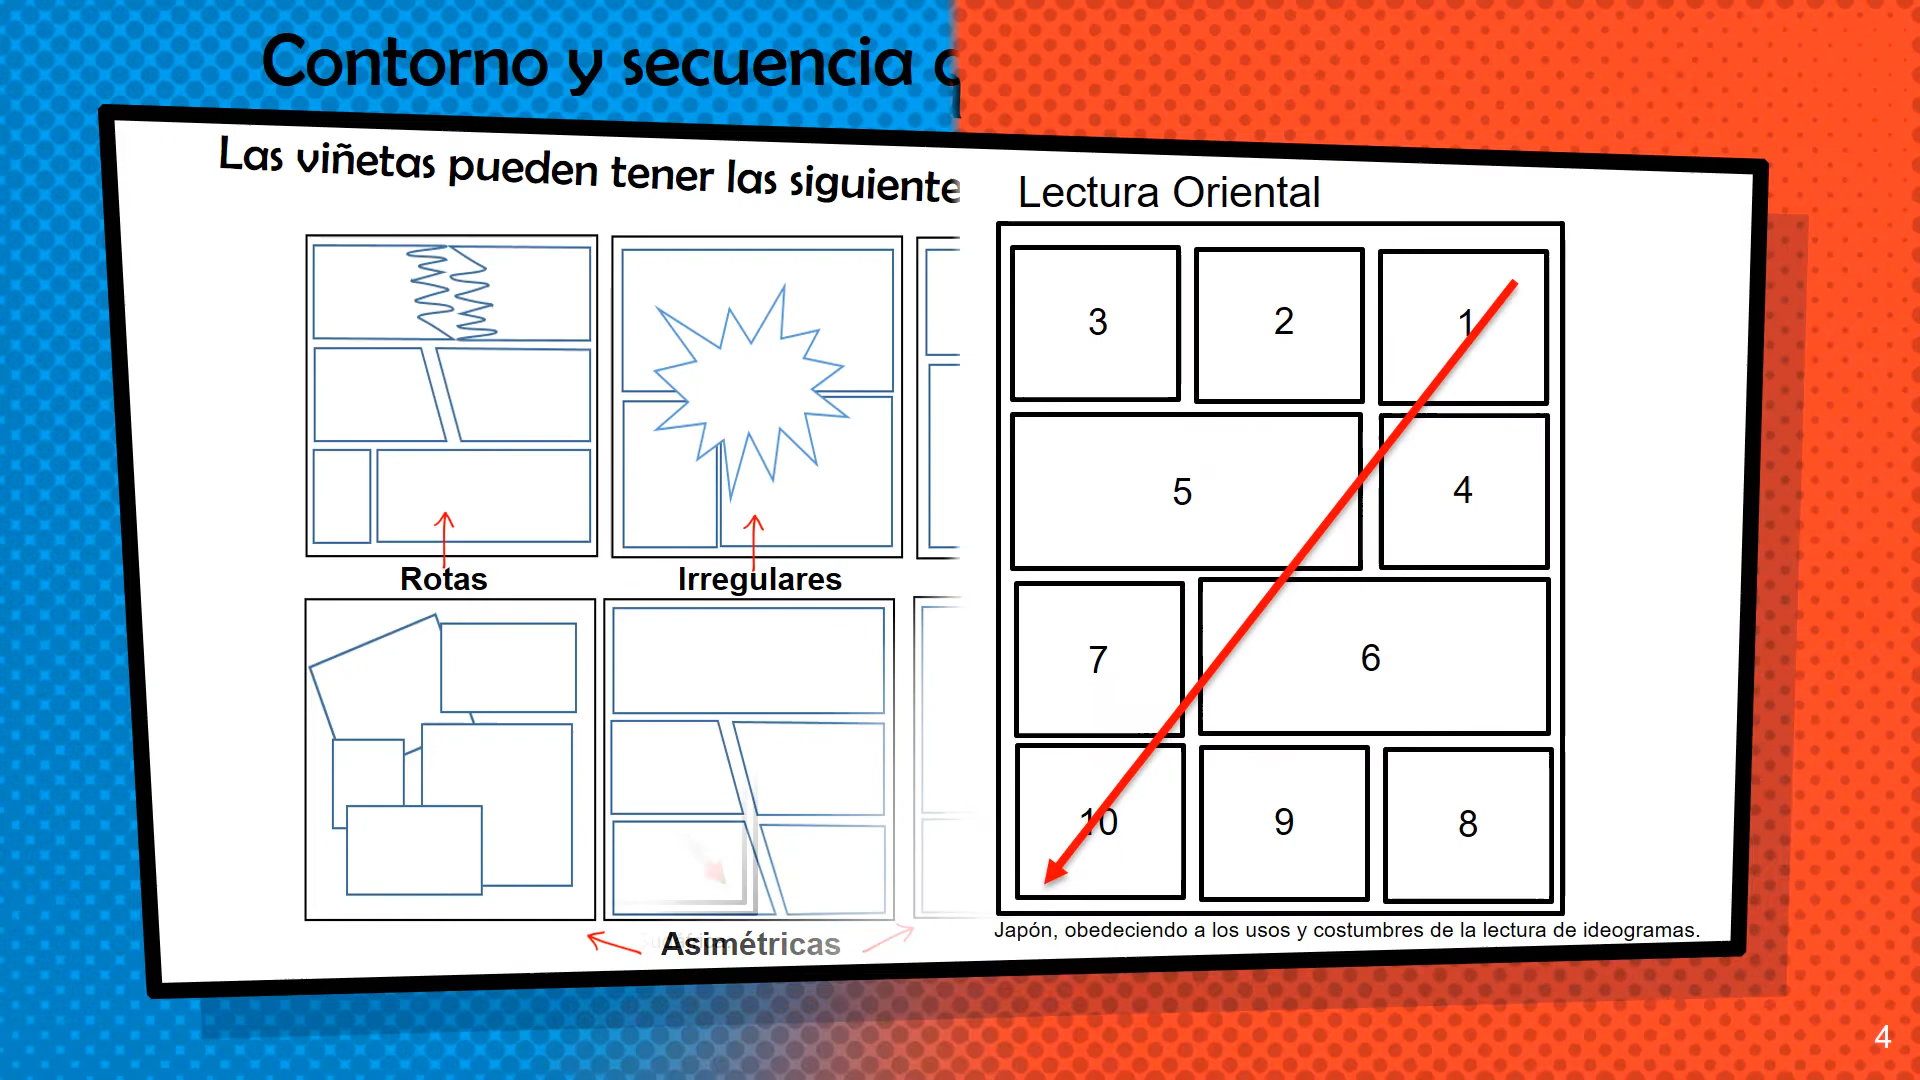 Contorno y secuencia
Las viñetas pueden tener las siguiente
Rotas
Irregulares
Asimétricas
Lectura Oriental
3 2 1
5 4
7 6
10 9 8
Japón, obedeciendo a los usos y costumbres de la lectura de ideogramas.
4